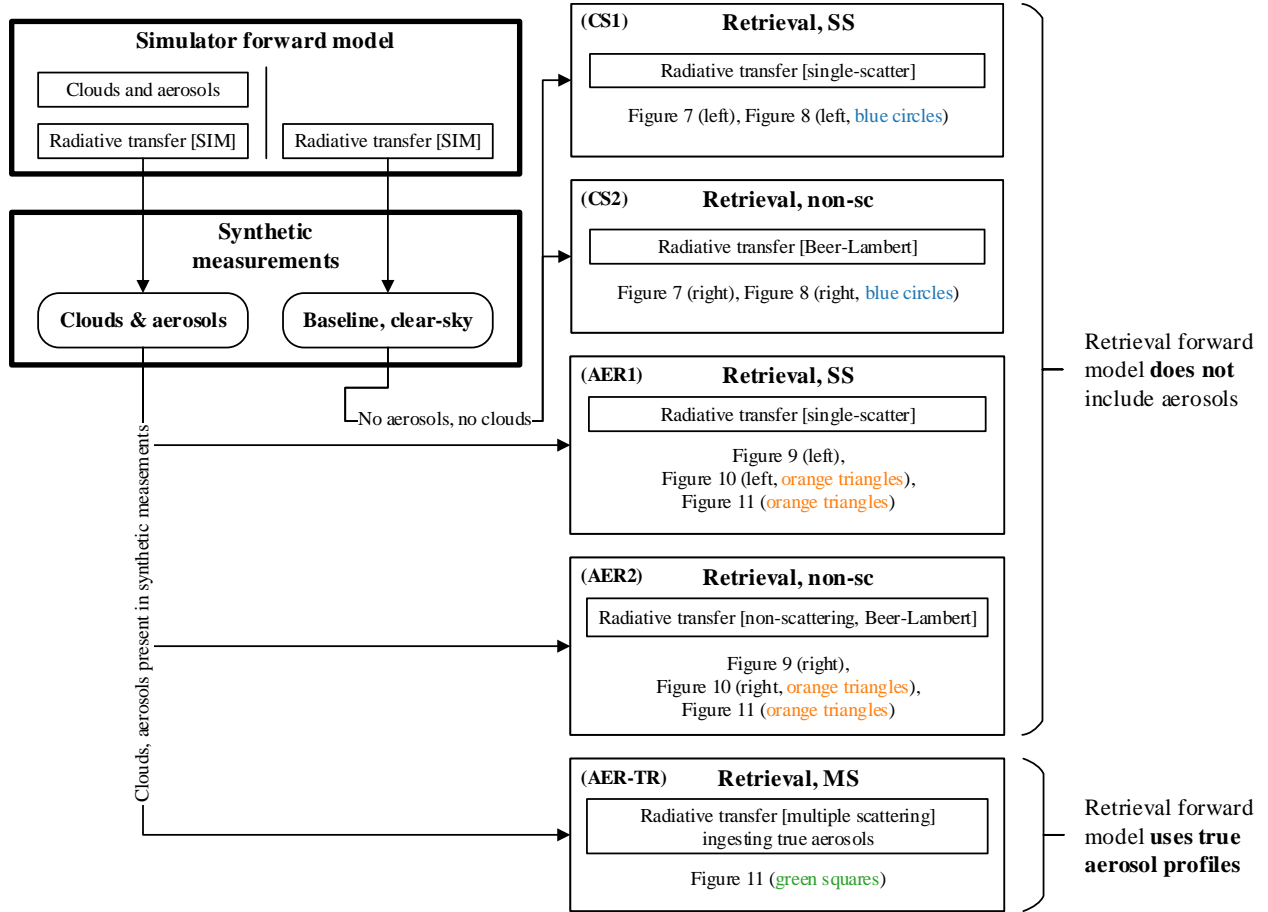 Simulator forward model
Clouds and aerosols
Radiative transfer [SIM]
Radiative transfer [SIM]
Synthetic
measurements
Clouds & aerosols
Baseline, clear-sky
No aerosols, no clouds
Clouds, aerosols present in synthetic measements
(CS1)
Retrieval, SS
Radiative transfer [single-scatter]
Figure 7 (left), Figure 8 (left, blue circles)
(CS2)
Retrieval, non-sc
Radiative transfer [Beer-Lambert]
Figure 7 (right), Figure 8 (right, blue circles)
(AER1)
Retrieval, SS
Radiative transfer [single-scatter]
Figure 9 (left),
Figure 10 (left, orange triangles),
Figure 11 (orange triangles)
(AER2)
Retrieval, non-sc
Radiative transfer [non-scattering, Beer-Lambert]
Figure 9 (right),
Figure 10 (right, orange triangles),
Figure 11 (orange triangles)
(AER-TR)
Retrieval, MS
Radiative transfer [multiple scattering]
ingesting true aerosols
Figure 11 (green squares)
Retrieval forward
model does not
include aerosols
Retrieval forward
model uses true
aerosol profiles